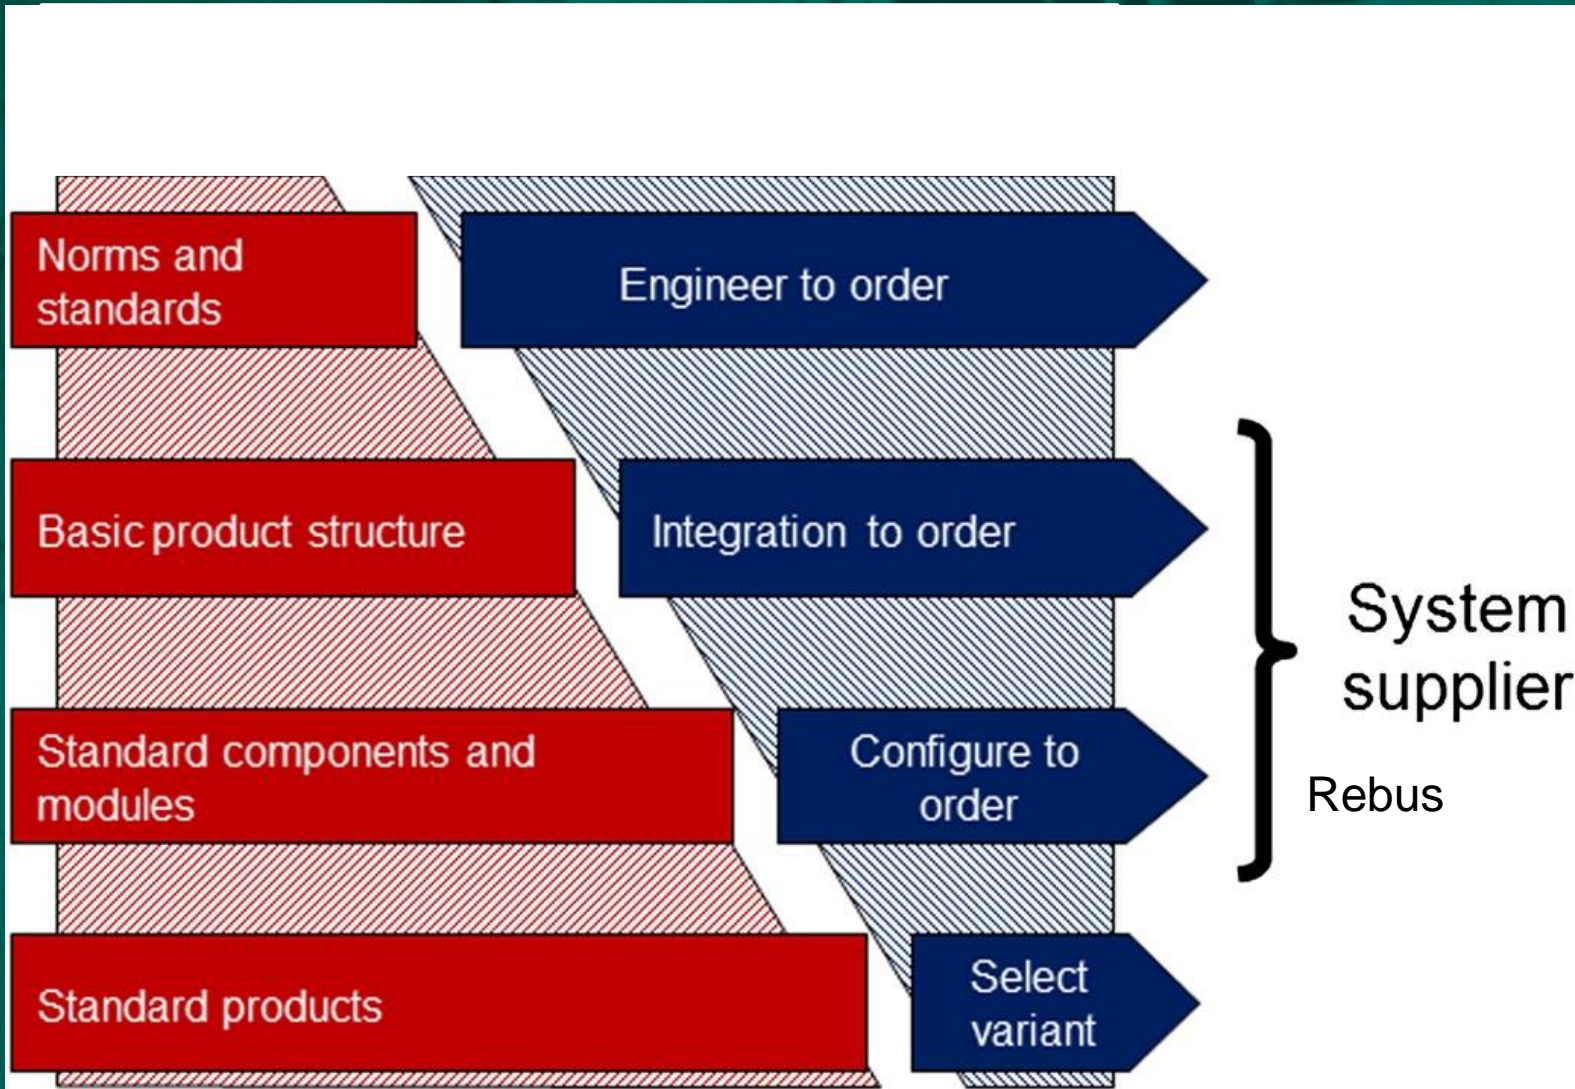 Norms and
standards
Engineer to order
Basic product structure
Integration to order
System
supplier
Standard components and
modules
Configure to
order
Rebus
Standard products
Select
variant